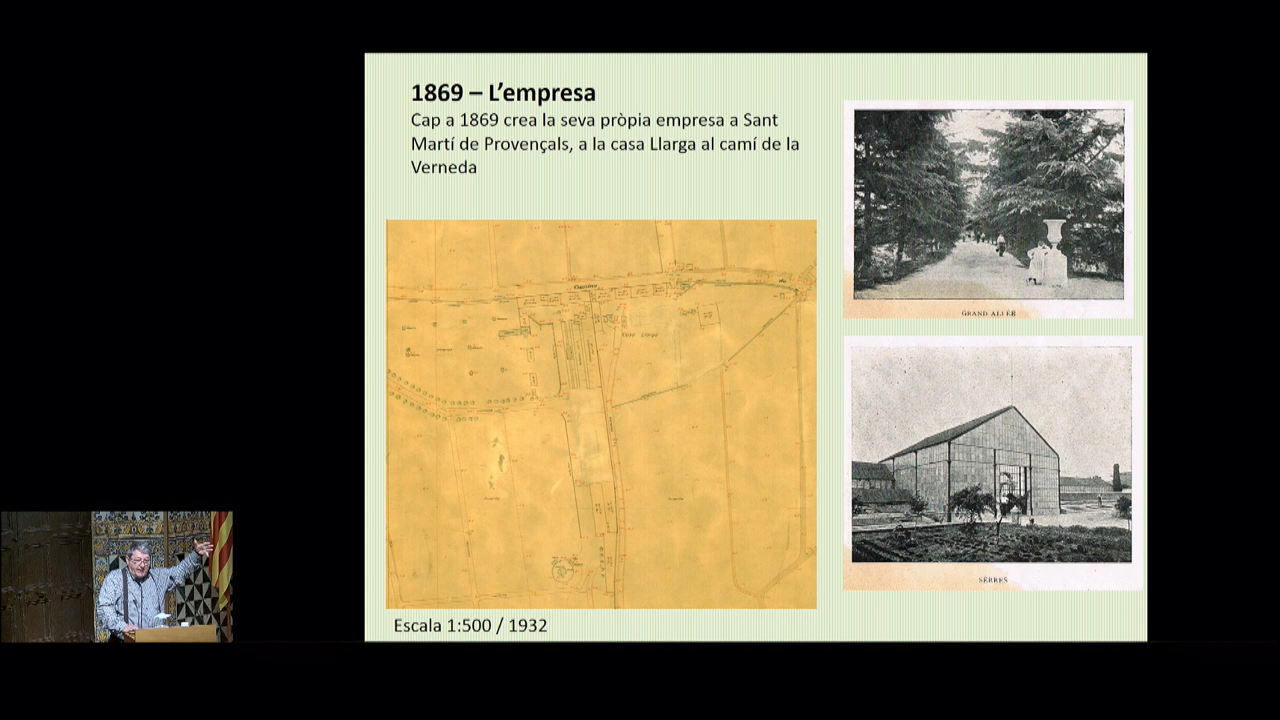 1869 – L’empresa
Cap a 1869 crea la seva pròpia empresa a Sant
Martí de Provençals, a la casa Llarga al camí de la
Verneda
GRAND ALLÉE
SÈRRES
Escala 1:500 / 1932